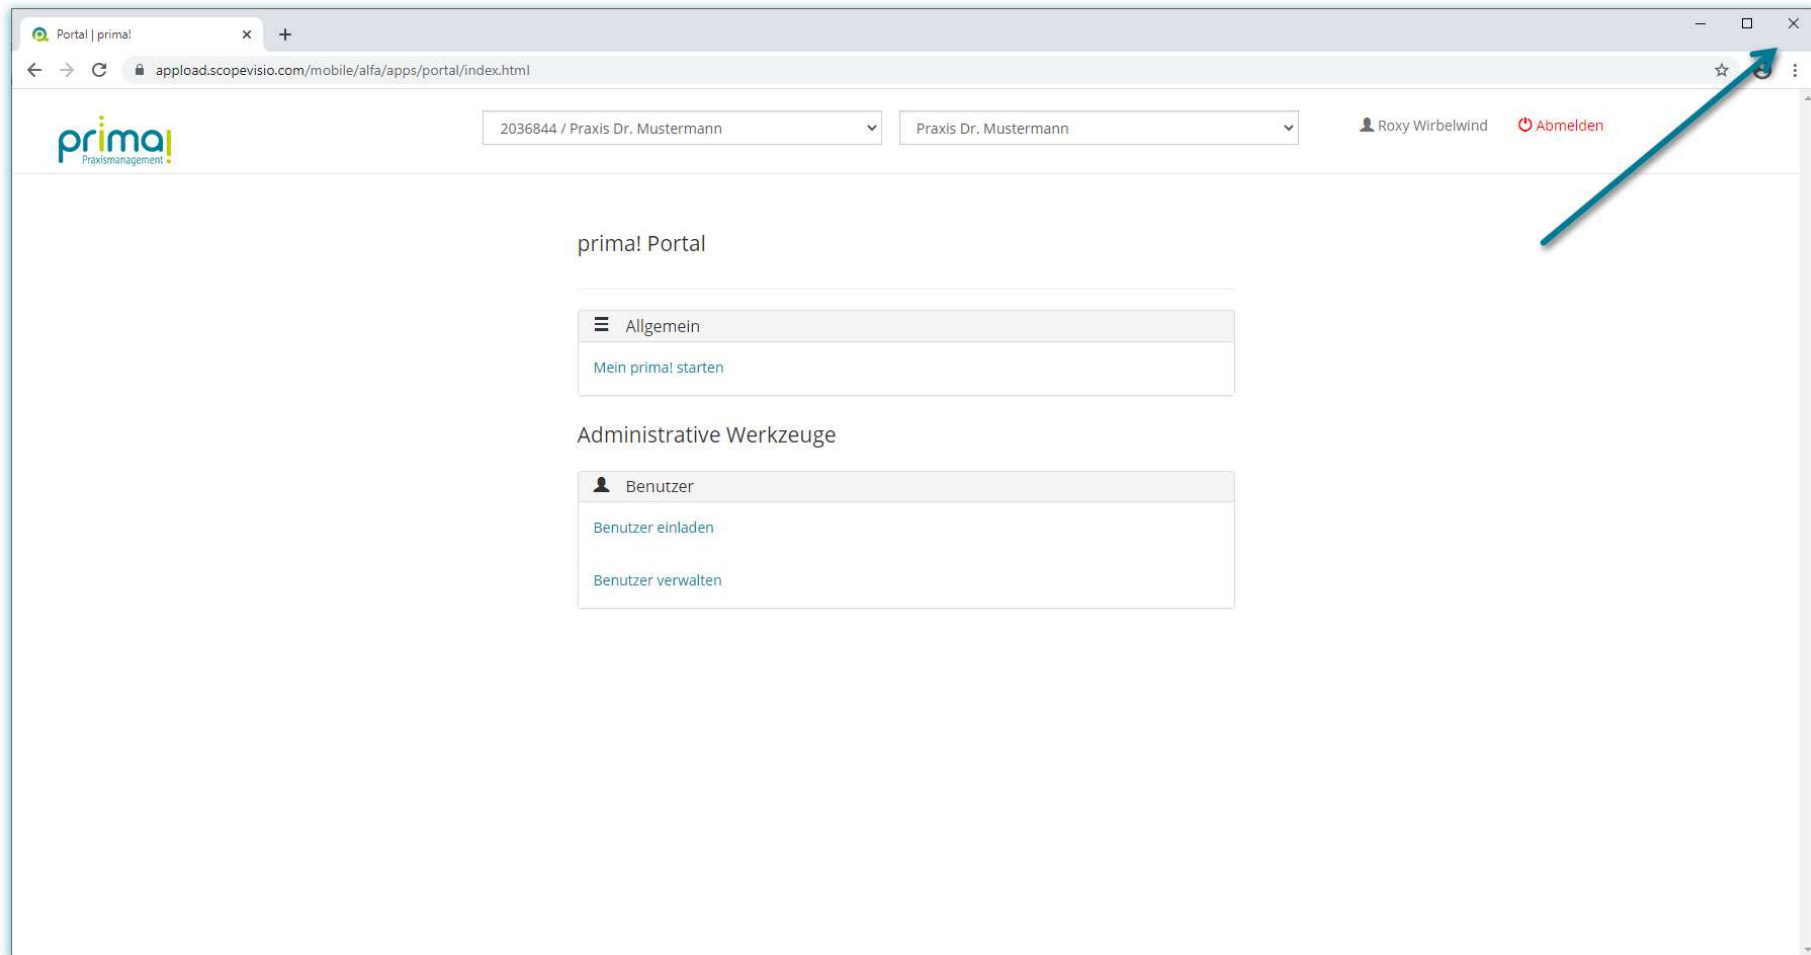 Portal | prima!
appload.scopevisio.com/mobile/alfa/apps/portal/index.html
prima!
Praxismanagement
2036844 / Praxis Dr. Mustermann
Praxis Dr. Mustermann
Roxy Wirbelwind
Abmelden
prima! Portal
Allgemein
Mein prima! starten
Administrative Werkzeuge
Benutzer
Benutzer einladen
Benutzer verwalten